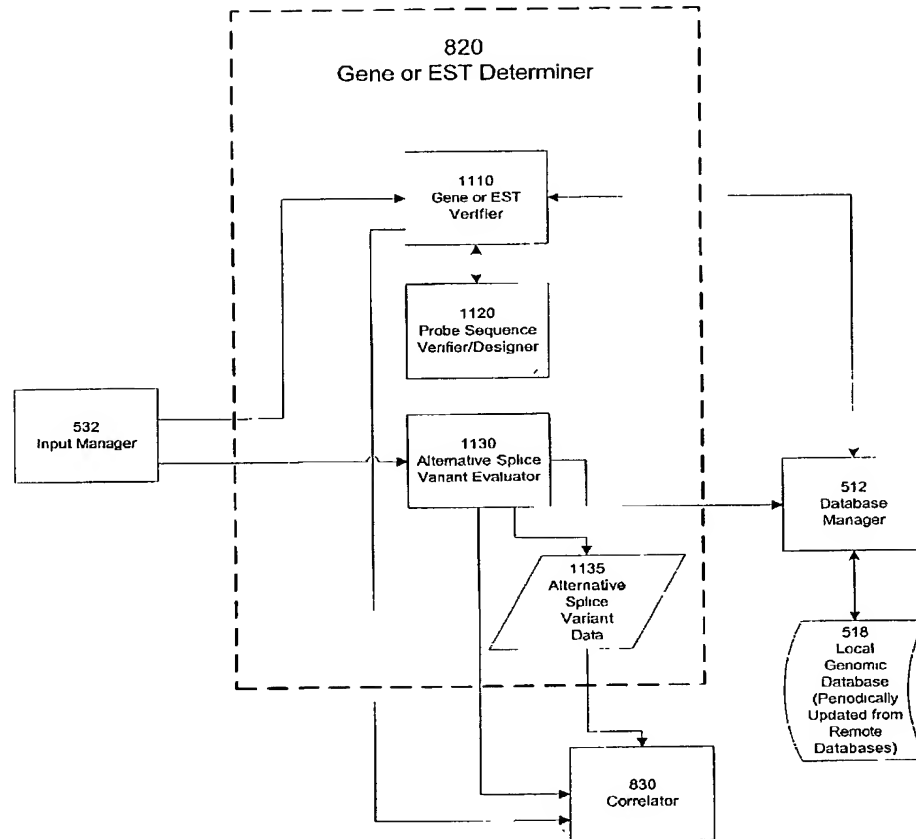 820
Gene or EST Determiner
1110
Gene or EST
Verifier
1120
Probe Sequence
Verifier/Designer
532
Input Manager
1130
Alternative Splice
Variant Evaluator
512
Database
Manager
1135
Alternative
Splice
Variant
Data
518
Local
Genomic
Database
(Periodically
Updated from
Remote
Databases)
830
Correlator